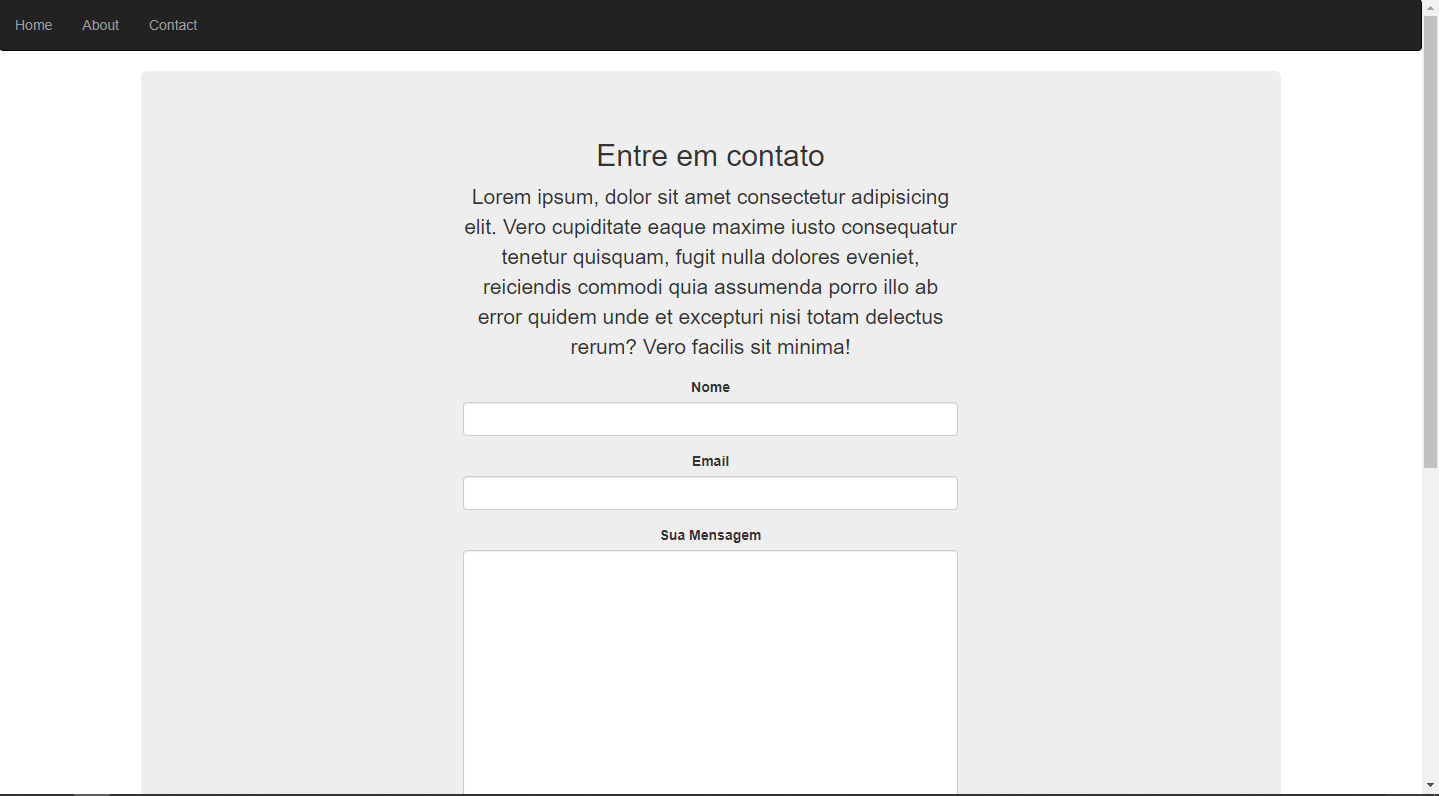 Home About Contact
Entre em contato
Lorem ipsum, dolor sit amet consectetur adipisicing
elit. Vero cupiditate eaque maxime iusto consequatur
tenetur quisquam, fugit nulla dolores eveniet,
reiciendis commodi quia assumenda porro illo ab
error quidem unde et excepturi nisi totam delectus
rerum? Vero facilis sit minima!
Nome
Email
Sua Mensagem